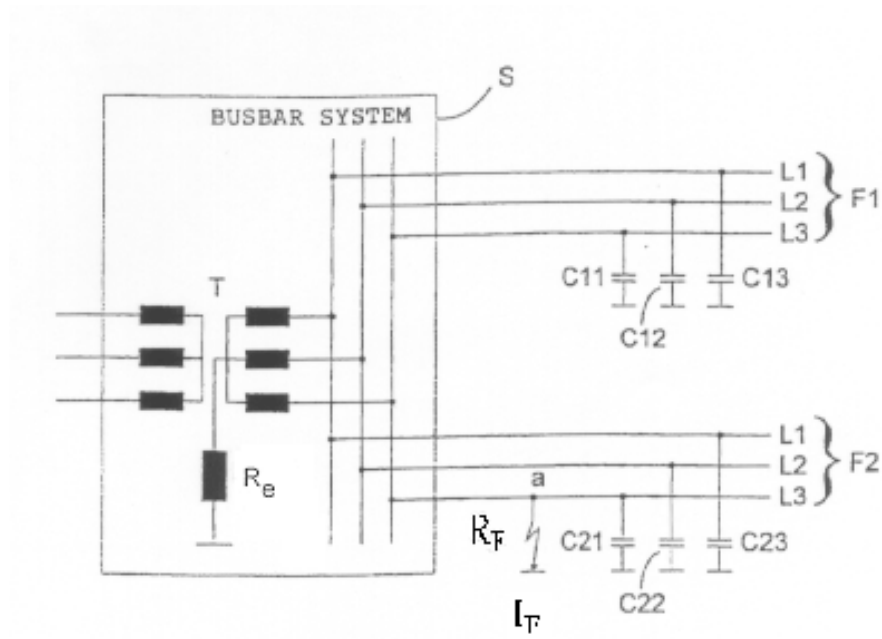 S
BUSBAR SYSTEM
L1
L2
L3
F1
C11
C12
C13
T
Re
L1
L2
L3
F2
a
RF
C21
C22
C23
IF